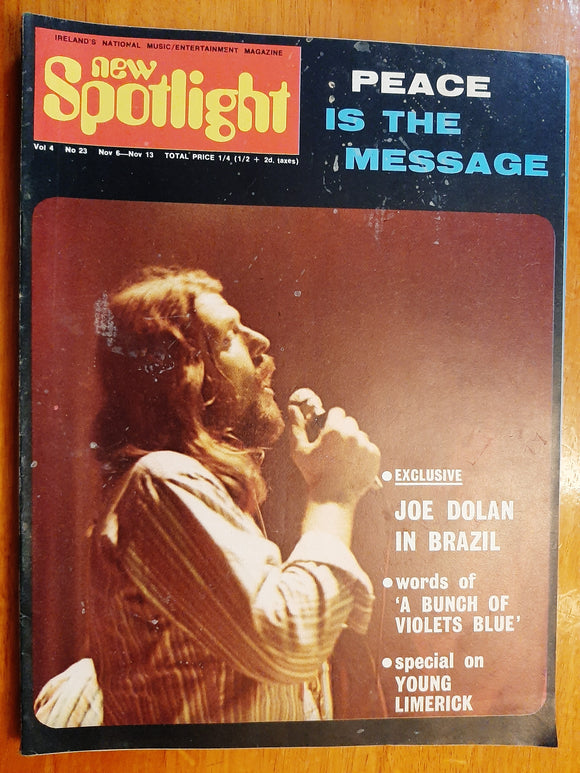 IRELAND'S NATIONAL MUSIC/ENTERTAINMENT MAGAZINE
new
Spotlight
Vol 4 No 23 Nov 6—Nov 13 TOTAL PRICE 1/4 (1/2 + 2d. taxes)
PEACE
IS THE
MESSAGE
• EXCLUSIVE
JOE DOLAN
IN BRAZIL
• words of
‘A BUNCH OF
VIOLETS BLUE’
• special on
YOUNG
LIMERICK